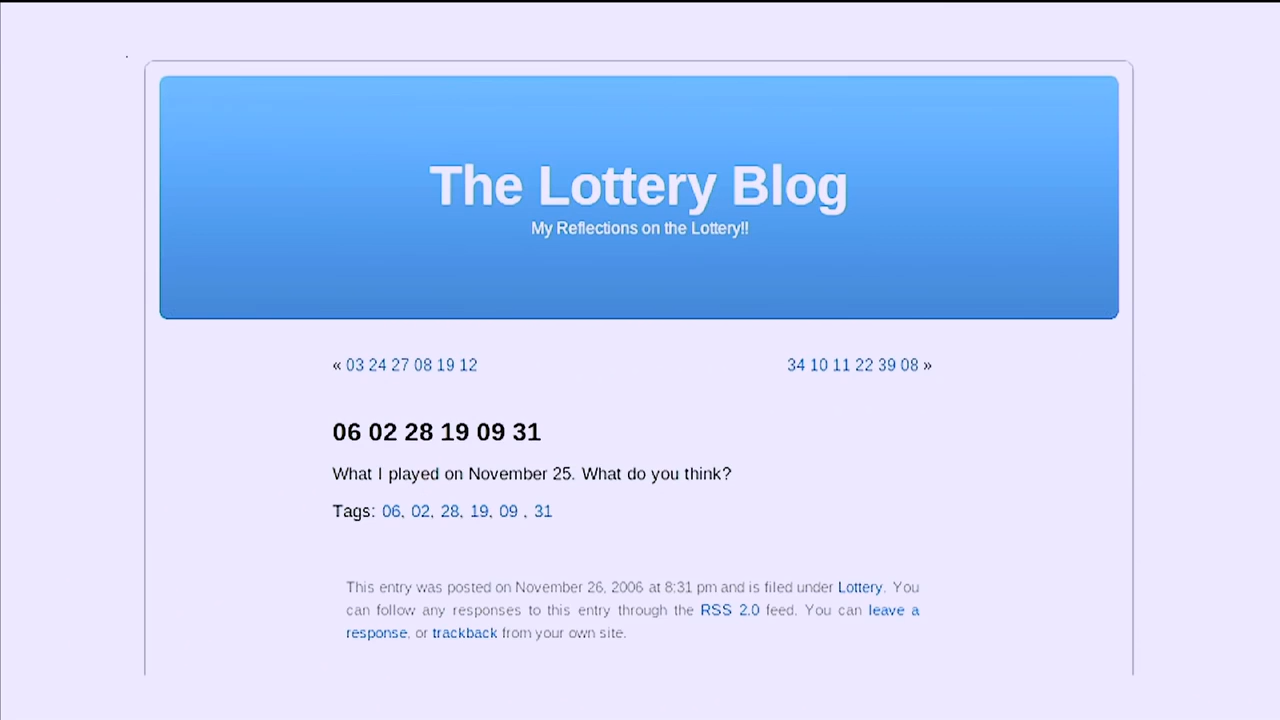 The Lottery Blog
My Reflections on the Lottery!!
« 03 24 27 08 19 12
34 10 11 22 39 08 »
06 02 28 19 09 31
What I played on November 25. What do you think?
Tags: 06, 02, 28, 19, 09 , 31
This entry was posted on November 26, 2006 at 8:31 pm and is filed under Lottery. You
can follow any responses to this entry through the RSS 2.0 feed. You can leave a
response, or trackback from your own site.